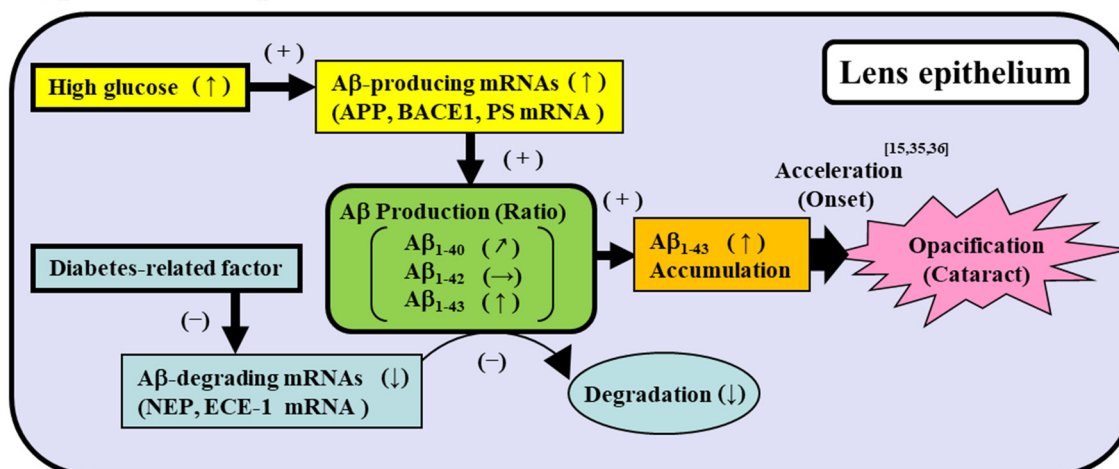 Lens epithelium
(+)
High glucose (↑)
Aβ-producing mRNAs (↑)
(APP, BACE1, PS mRNA )
(+)
[15,35,36]
Acceleration
(Onset)
Aβ Production (Ratio)
Aβ1-40 (↗)
Aβ1-42 (→)
Aβ1-43 (↑)
(+)
Aβ1-43 (↑)
Accumulation
Opacification
(Cataract)
Diabetes-related factor
(−)
Aβ-degrading mRNAs (↓)
(NEP, ECE-1 mRNA )
(−)
Degradation (↓)